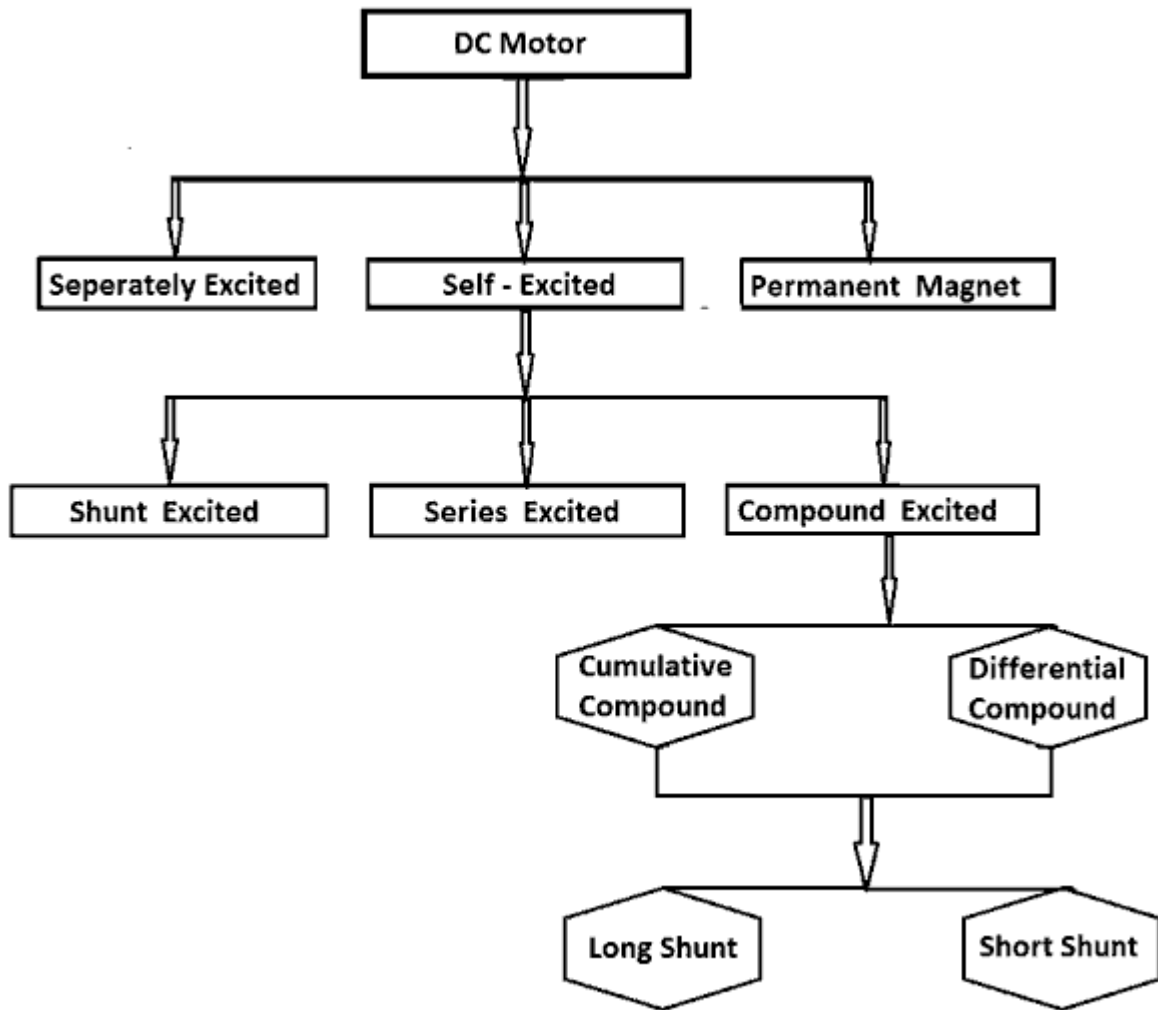 DC Motor
Seperately Excited
Self - Excited
Permanent Magnet
Shunt Excited
Series Excited
Compound Excited
Cumulative
Compound
Differential
Compound
Long Shunt
Short Shunt